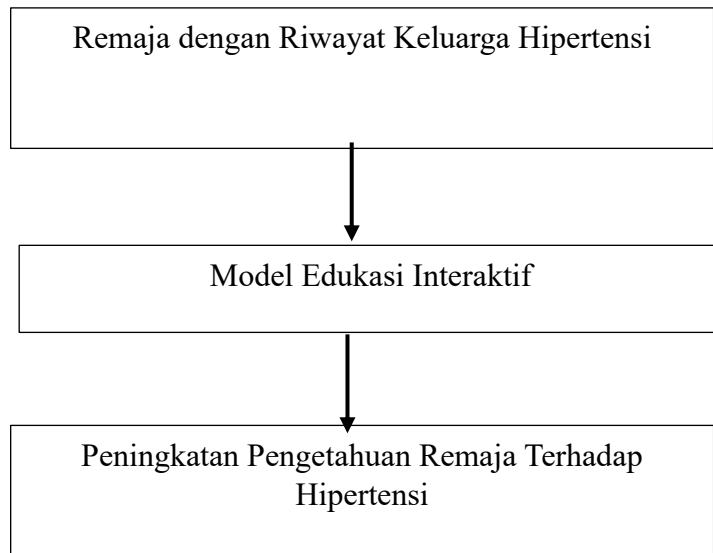 Remaja dengan Riwayat Keluarga Hipertensi
Model Edukasi Interaktif
Peningkatan Pengetahuan Remaja Terhadap
Hipertensi